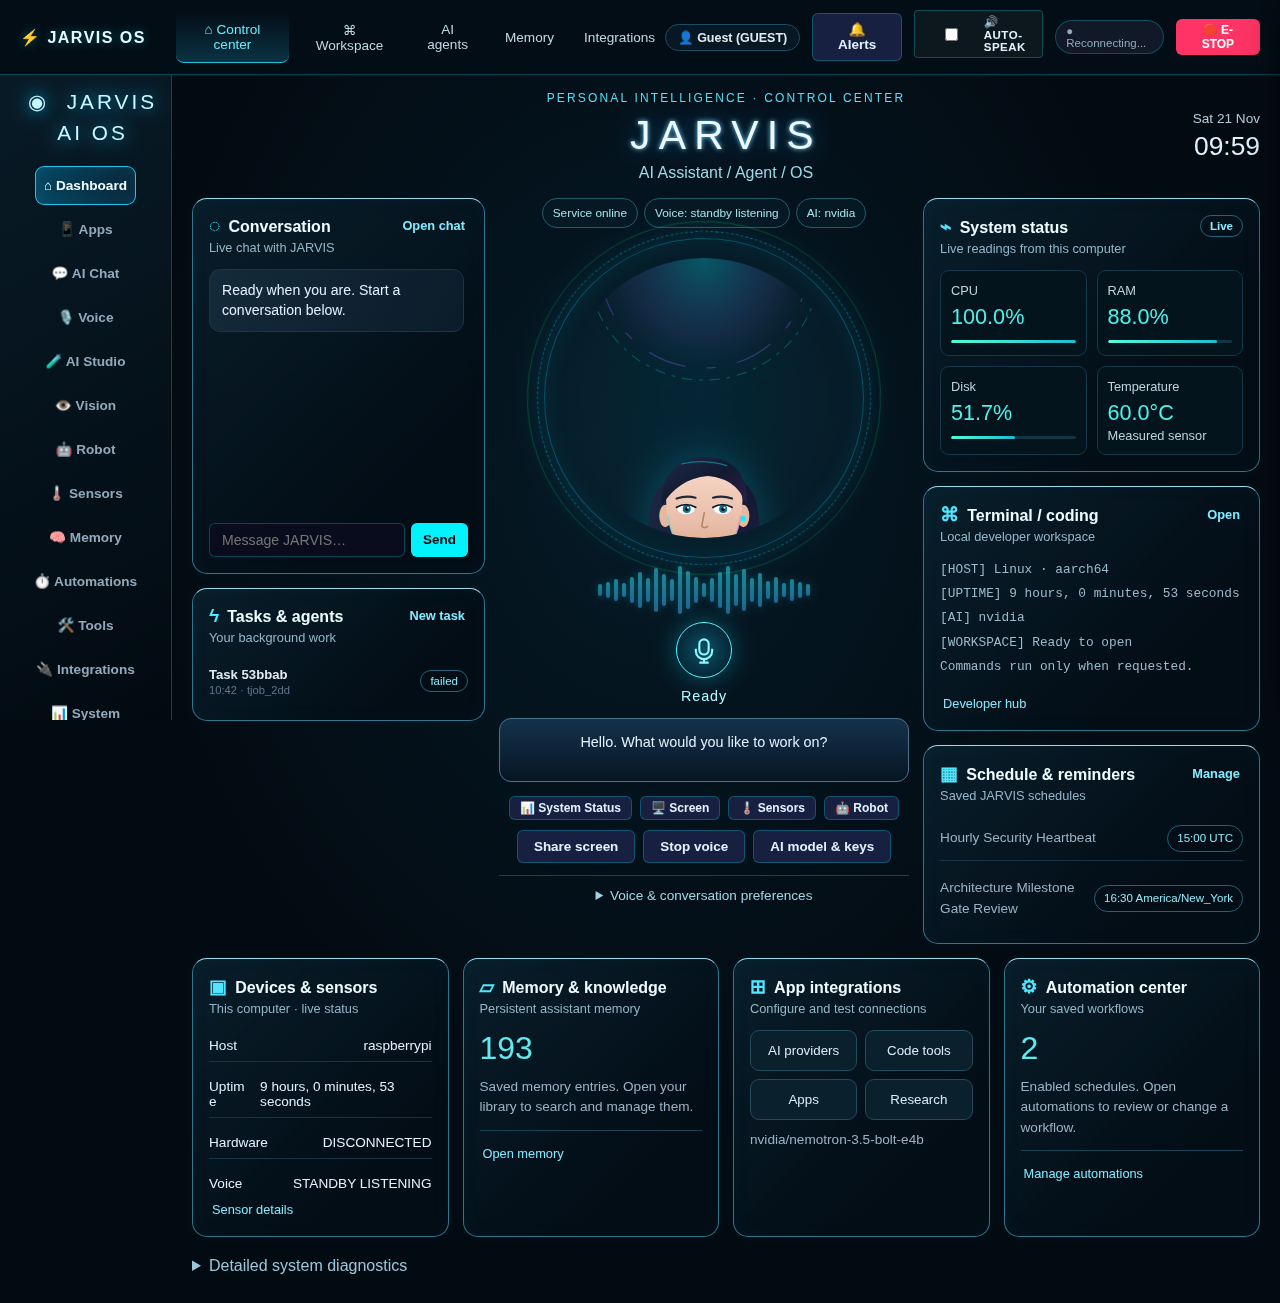 JARVIS OS
Control center
Workspace
AI agents
Memory
Integrations
Guest (GUEST)
Alerts
AUTO-SPEAK
Reconnecting...
E-STOP
JARVIS AI OS
Dashboard
Apps
AI Chat
Voice
AI Studio
Vision
Robot
Sensors
Memory
Automations
Tools
Integrations
System
PERSONAL INTELLIGENCE · CONTROL CENTER
JARVIS
AI Assistant / Agent / OS
Sat 21 Nov
09:59
Conversation
Open chat
Live chat with JARVIS
Ready when you are. Start a
conversation below.
Message JARVIS…
Send
Tasks & agents
New task
Your background work
Task 53bbab
10:42 · tjob_2dd
failed
Service online
Voice: standby listening
AI: nvidia
Ready
Hello. What would you like to work on?
System Status
Screen
Sensors
Robot
Share screen
Stop voice
AI model & keys
Voice & conversation preferences
System status
Live
Live readings from this computer
CPU
100.0%
RAM
88.0%
Disk
51.7%
Temperature
60.0°C
Measured sensor
Terminal / coding
Open
Local developer workspace
[HOST] Linux · aarch64
[UPTIME] 9 hours, 0 minutes, 53 seconds
[AI] nvidia
[WORKSPACE] Ready to open
Commands run only when requested.
Developer hub
Schedule & reminders
Manage
Saved JARVIS schedules
Hourly Security Heartbeat
15:00 UTC
Architecture Milestone
Gate Review
16:30 America/New_York
Devices & sensors
This computer · live status
Host
raspberrypi
Uptime
9 hours, 0 minutes, 53
seconds
Hardware
DISCONNECTED
Voice
STANDBY LISTENING
Sensor details
Memory & knowledge
Persistent assistant memory
193
Saved memory entries. Open your
library to search and manage them.
Open memory
App integrations
Configure and test connections
AI providers
Code tools
Apps
Research
nvidia/nemotron-3.5-bolt-e4b
Automation center
Your saved workflows
2
Enabled schedules. Open
automations to review or change a
workflow.
Manage automations
Detailed system diagnostics